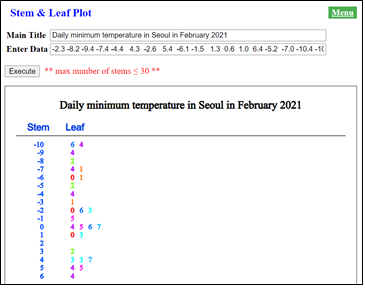 Stem & Leaf Plot Menu
Main Title Daily minimum temperature in Seoul in February 2021
Enter Data -2.3 -8.2 -9.4 -7.4 -4.4 4.3 -2.6 5.4 -6.1 -1.5 1.3 0.6 1.0 6.4 -5.2 -7.0 -10.4 -10
Execute ** max number of stems ≤ 30 **
Daily minimum temperature in Seoul in February 2021
Stem Leaf
-10 6 4
-9 4
-8 2
-7 4 1
-6 0 1
-5 2
-4 4
-3 1
-2 0 6 3
-1 5
0 4 5 6 7
1 0 3
2
3 2
4 3 3 7
5 4 5
6 4